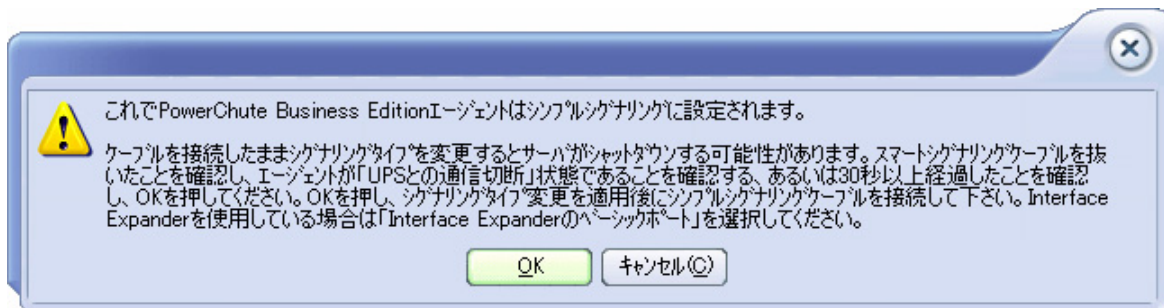 これでPowerChute Business Editionエージェントはシンプルシグナリングに設定されます。
ケーブルを接続したままシグナリングタイプを変更するとサーバがシャットダウンする可能性があります。スマートシグナリングケーブルを抜
いたことを確認し、エージェントが「UPSとの通信切断」状態であることを確認する、あるいは30秒以上経過したことを確認
し、OKを押してください。OKを押し、シグナリングタイプ変更を適用後にシンプルシグナリングケーブルを接続して下さい。Interface
Expanderを使用している場合は「Interface Expanderのベーシックポート」を選択してください。
OK
キャンセル(C)